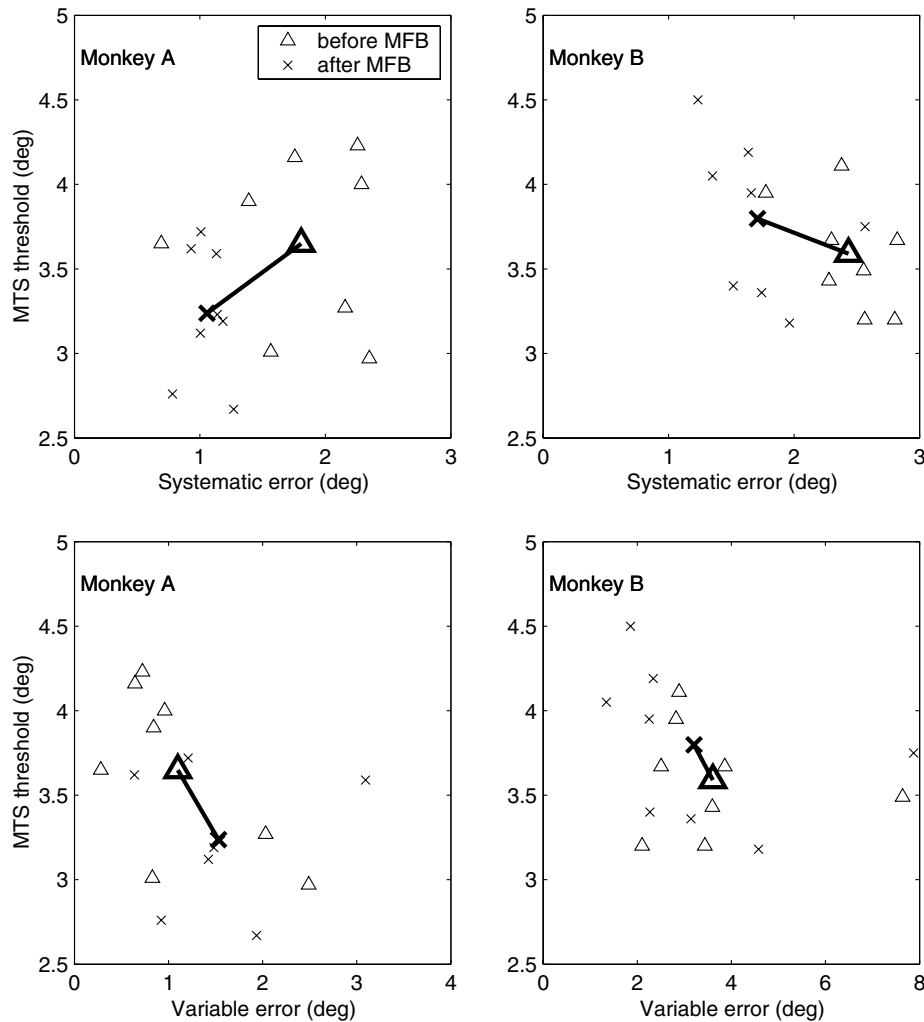 5
4.5
4
3.5
3
2.5
MTS threshold (deg)
Monkey A
before MFB
after MFB
0 1 2 3
Systematic error (deg)
5
4.5
4
3.5
3
2.5
Monkey B
0 1 2 3
Systematic error (deg)
5
4.5
4
3.5
3
2.5
MTS threshold (deg)
Monkey A
0 1 2 3 4
Variable error (deg)
5
4.5
4
3.5
3
2.5
Monkey B
0 2 4 6 8
Variable error (deg)